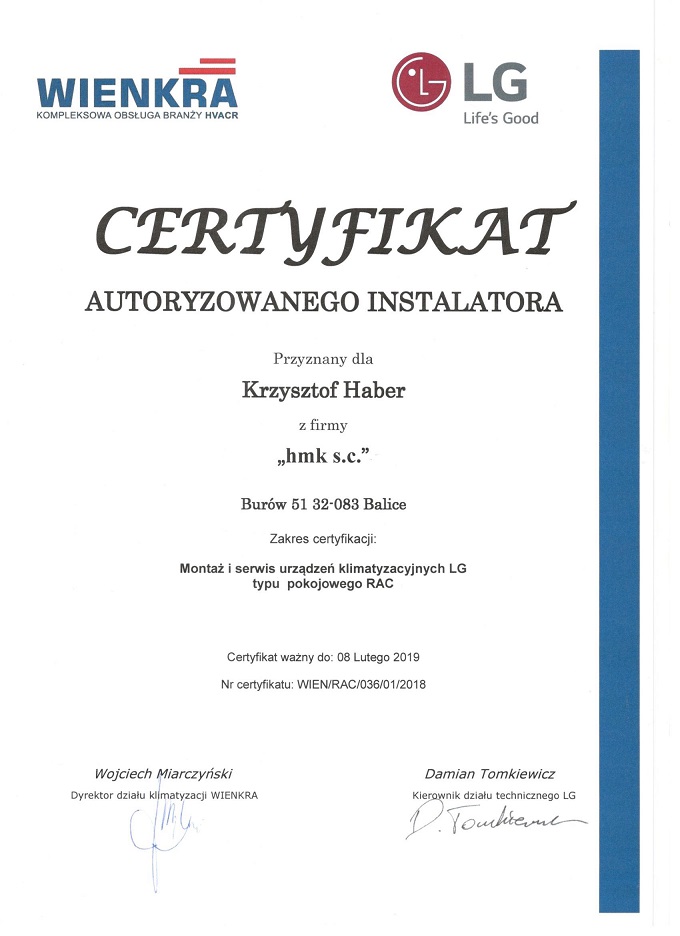 WIENKRA
KOMPLEKSOWA OBSŁUGA BRANŻY HVACR
LG
Life's Good
CERTYFIKAT
AUTORYZOWANEGO INSTALATORA
Przyznany dla
Krzysztof Haber
z firmy
„hmk s.c.”
Burów 51 32-083 Balice
Zakres certyfikacji:
Montaż i serwis urządzeń klimatyzacyjnych LG
typu pokojowego RAC
Certyfikat ważny do: 08 Lutego 2019
Nr certyfikatu: WIEN/RAC/036/01/2018
Wojciech Miarczyński
Dyrektor działu klimatyzacji WIENKRA
Damian Tomkiewicz
Kierownik działu technicznego LG